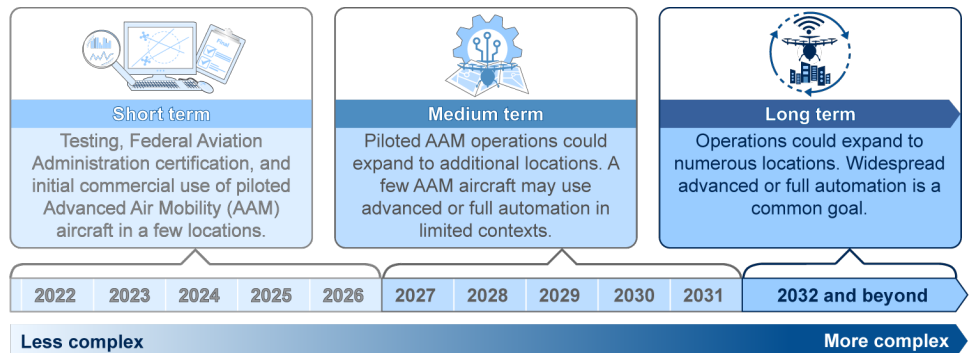 Final
Short term
Testing, Federal Aviation
Administration certification, and
initial commercial use of piloted
Advanced Air Mobility (AAM)
aircraft in a few locations.
Medium term
Piloted AAM operations could
expand to additional locations. A
few AAM aircraft may use
advanced or full automation in
limited contexts.
Long term
Operations could expand to
numerous locations. Widespread
advanced or full automation is a
common goal.
2022 2023 2024 2025 2026 2027 2028 2029 2030 2031 2032 and beyond
Less complex More complex